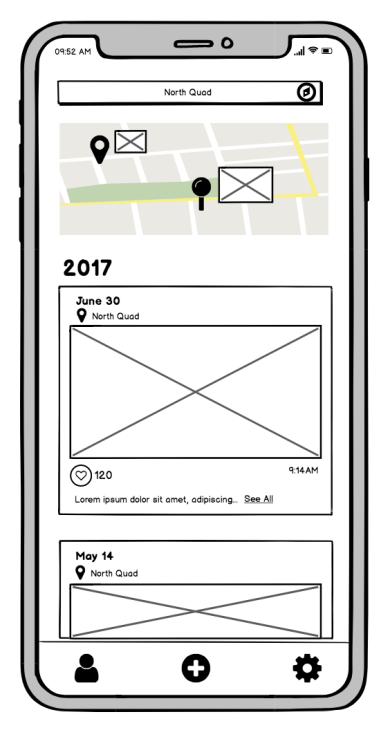 09:52 AM
North Quad
2017
June 30
North Quad
120
9:14AM
Lorem ipsum dolor sit amet, adipiscing... See All
May 14
North Quad